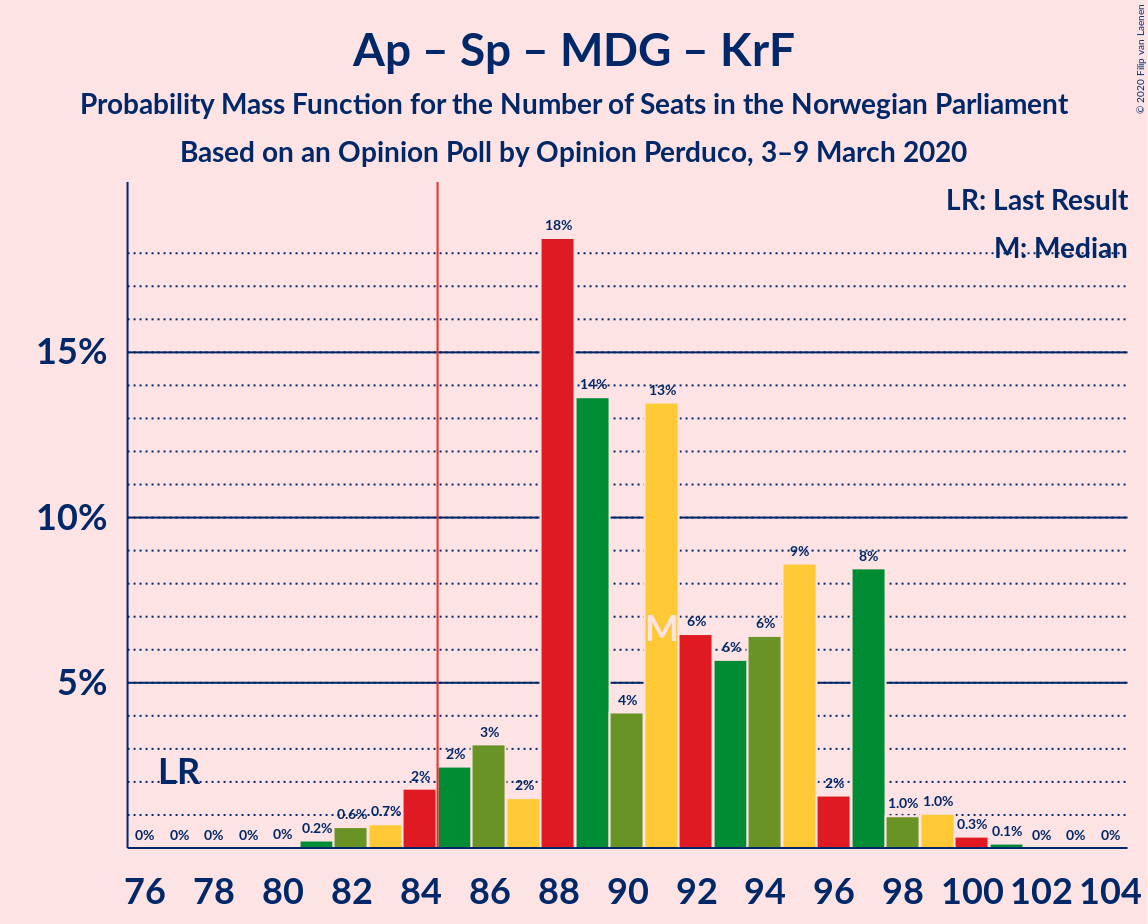 Ap – Sp – MDG – KrF
Probability Mass Function for the Number of Seats in the Norwegian Parliament
Based on an Opinion Poll by Opinion Perduco, 3–9 March 2020
© 2020 Filip van Laenen
LR: Last Result
M: Median
15%
10%
5%
LR
M
0% 0% 0% 0% 0% 0.2% 0.6% 0.7% 2% 2% 3% 2% 18% 14% 4% 13% 6% 6% 6% 9% 2% 8% 1.0% 1.0% 0.3% 0.1% 0% 0% 0%
76 78 80 82 84 86 88 90 92 94 96 98 100 102 104